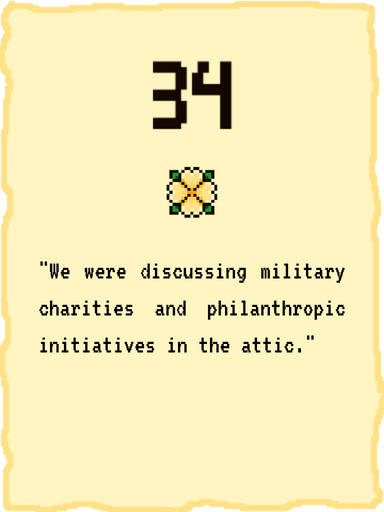 34
"We were discussing military
charities and philanthropic
initiatives in the attic."